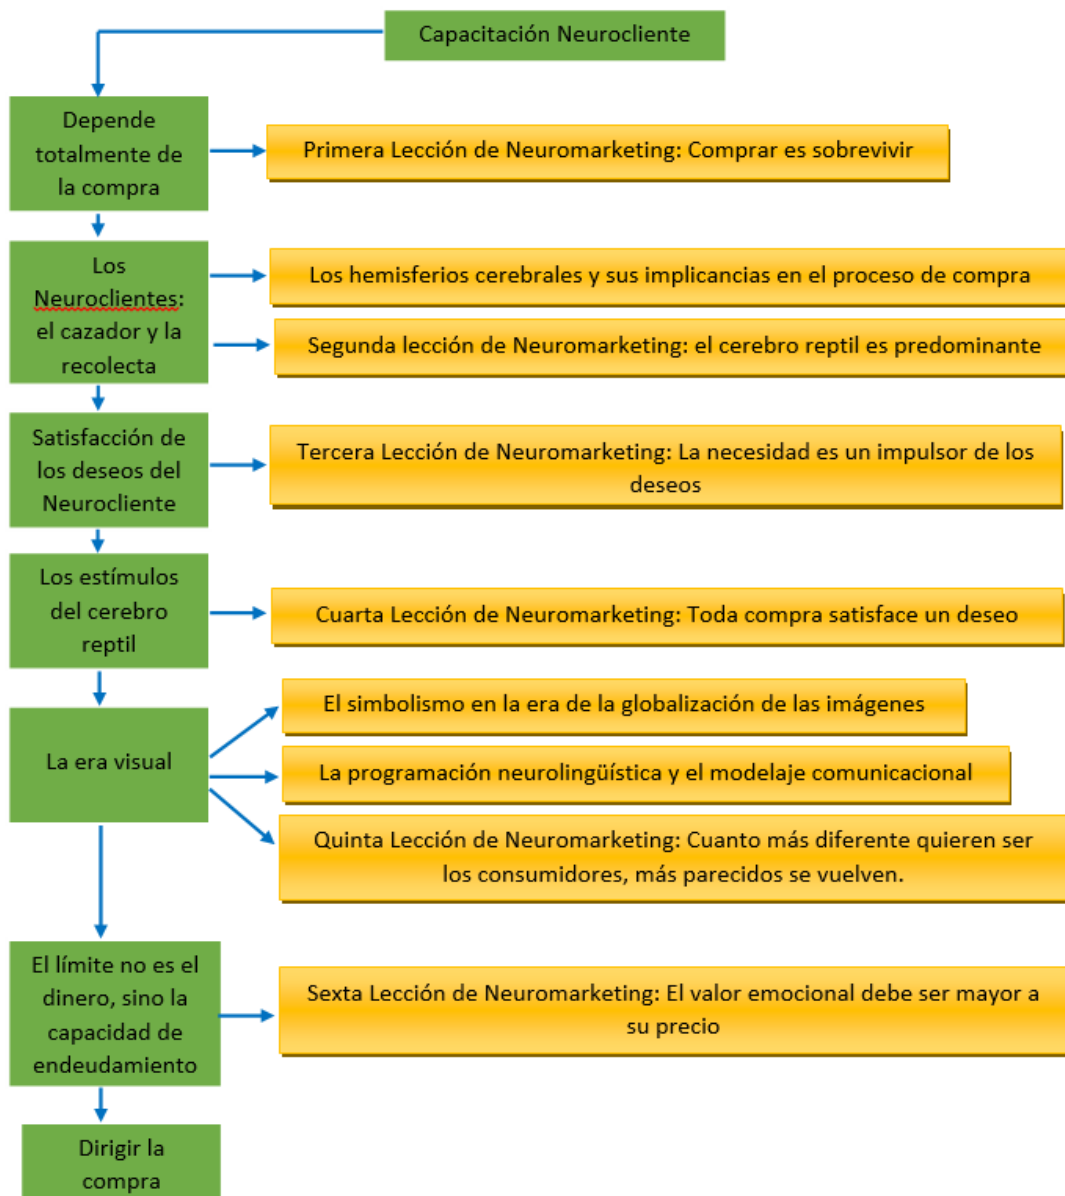 Capacitación Neurocliente
Depende
totalmente de
la compra
Primera Lección de Neuromarketing: Comprar es sobrevivir
Los
Neuroclientes:
el cazador y la
recolecta
Los hemisferios cerebrales y sus implicancias en el proceso de compra
Segunda lección de Neuromarketing: el cerebro reptil es predominante
Satisfacción de
los deseos del
Neurocliente
Tercera Lección de Neuromarketing: La necesidad es un impulsor de los
deseos
Los estímulos
del cerebro
reptil
Cuarta Lección de Neuromarketing: Toda compra satisface un deseo
La era visual
El simbolismo en la era de la globalización de las imágenes
La programación neurolingüística y el modelaje comunicacional
Quinta Lección de Neuromarketing: Cuanto más diferente quieren ser
los consumidores, más parecidos se vuelven.
El límite no es el
dinero, sino la
capacidad de
endeudamiento
Sexta Lección de Neuromarketing: El valor emocional debe ser mayor a
su precio
Dirigir la
compra